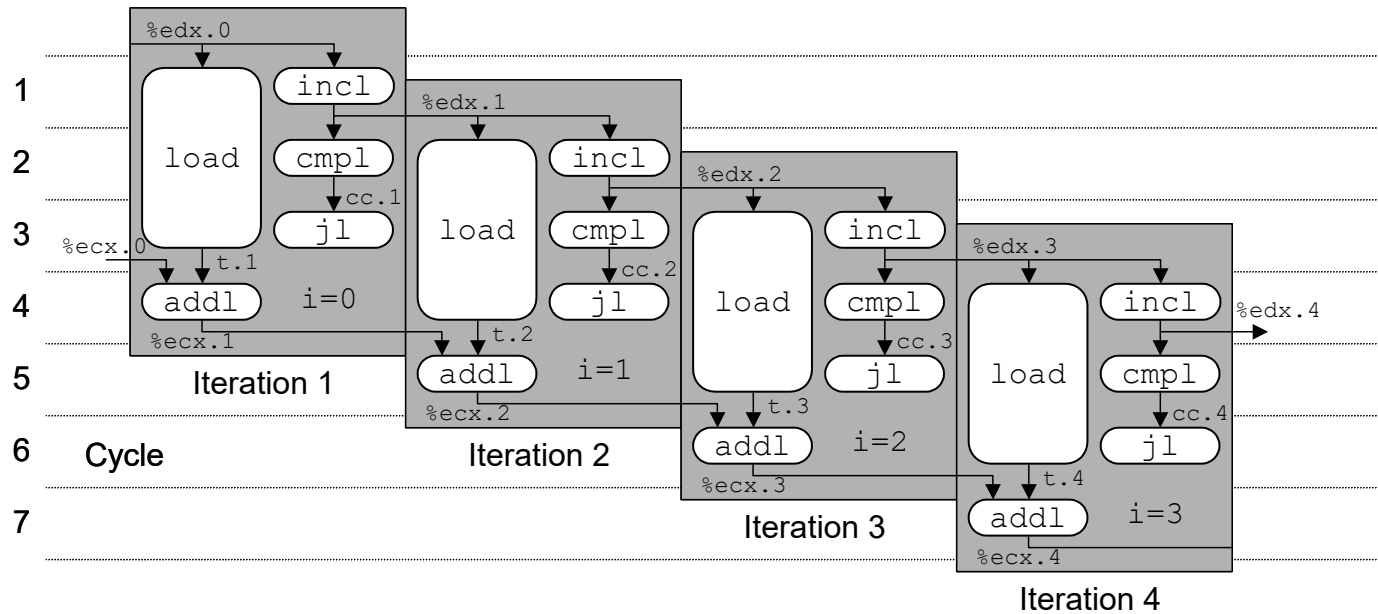 %edx.0
1
incl
%edx.1
load
2
cmpl
incl
%edx.2
cc.1
load
3
jl
cmpl
incl
%ecx.0
%edx.3
t.1
cc.2
load
4
addl
i=0
jl
cmpl
incl
%edx.4
%ecx.1
t.2
cc.3
load
5
Iteration 1
addl
i=1
jl
cmpl
%ecx.2
t.3
cc.4
6
Cycle
Iteration 2
addl
i=2
jl
%ecx.3
t.4
7
Iteration 3
addl
i=3
%ecx.4
Iteration 4